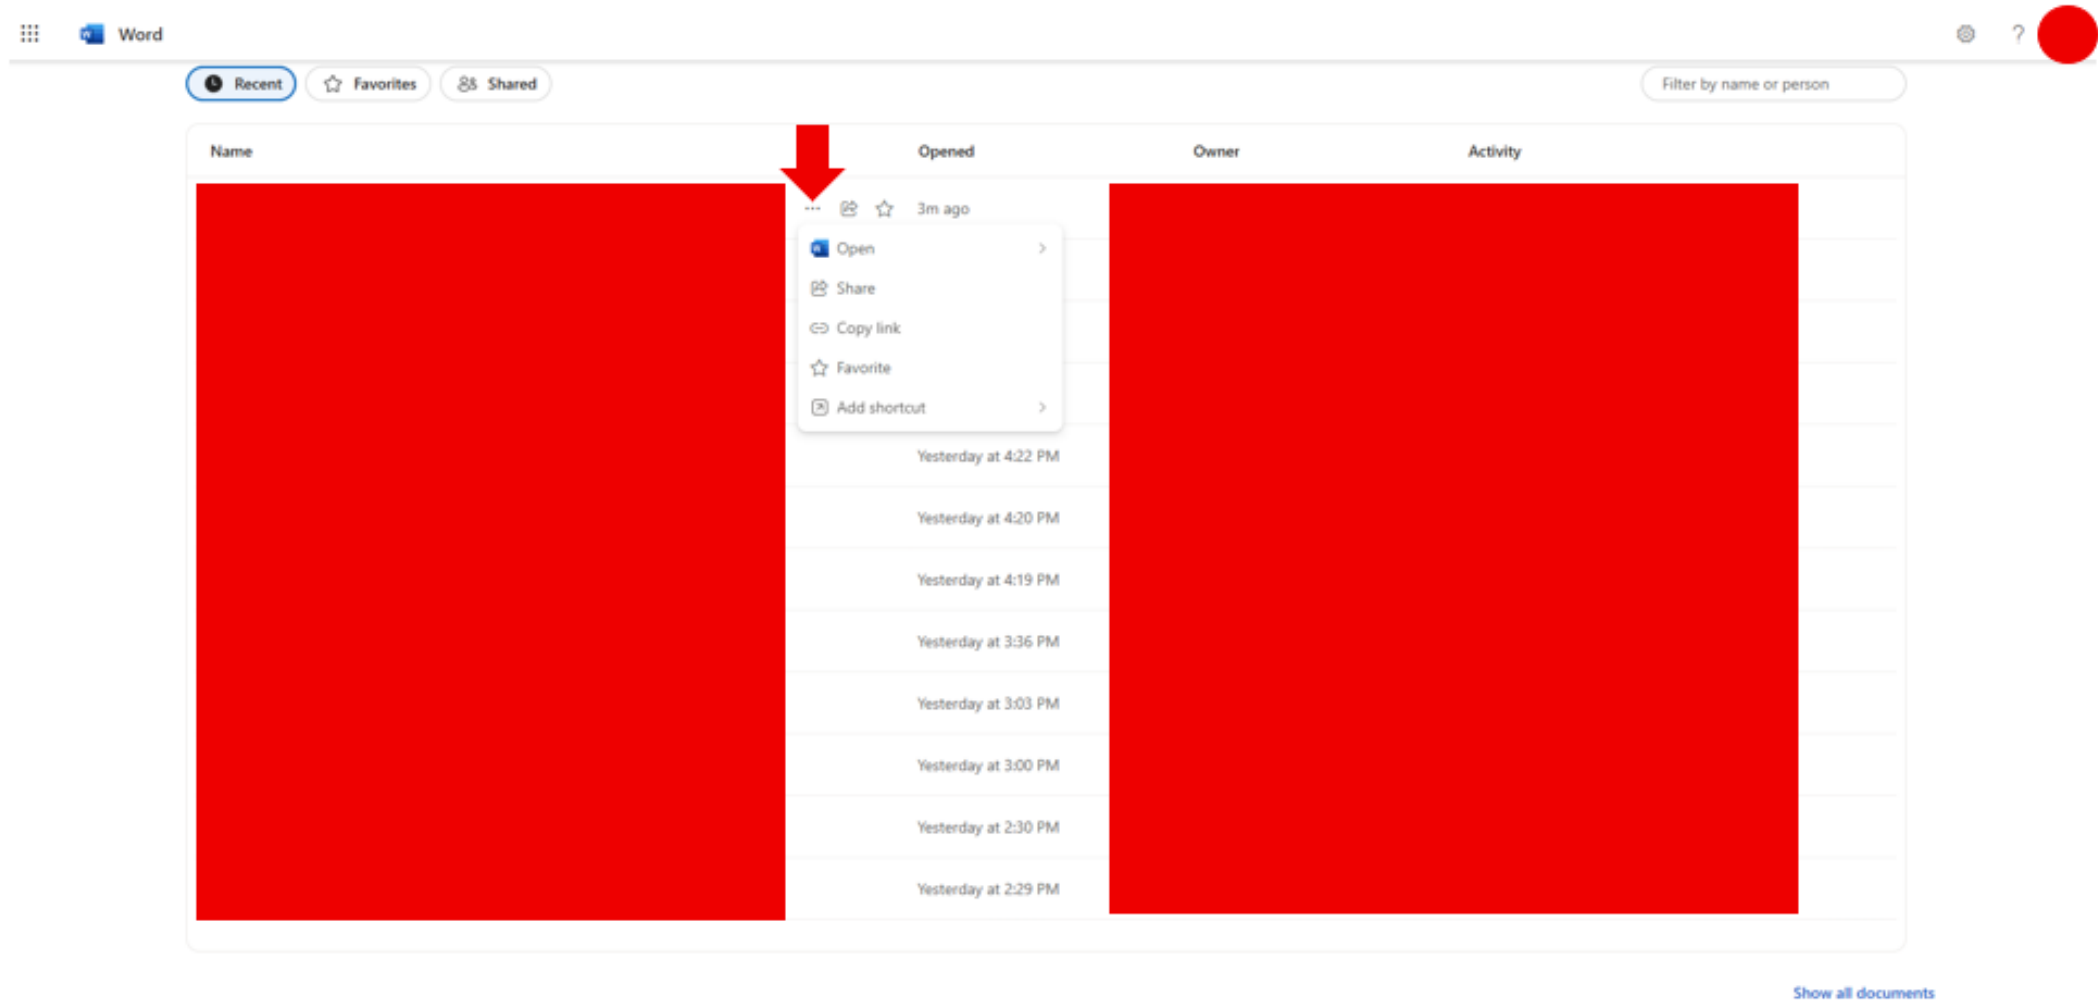 Word
?
Recent Favorites Shared
Filter by name or person
Name Opened Owner Activity
... 3m ago
Open
Share
Copy link
Favorite
Add shortcut
Yesterday at 4:22 PM
Yesterday at 4:20 PM
Yesterday at 4:19 PM
Yesterday at 3:36 PM
Yesterday at 3:03 PM
Yesterday at 3:00 PM
Yesterday at 2:30 PM
Yesterday at 2:29 PM
Show all documents